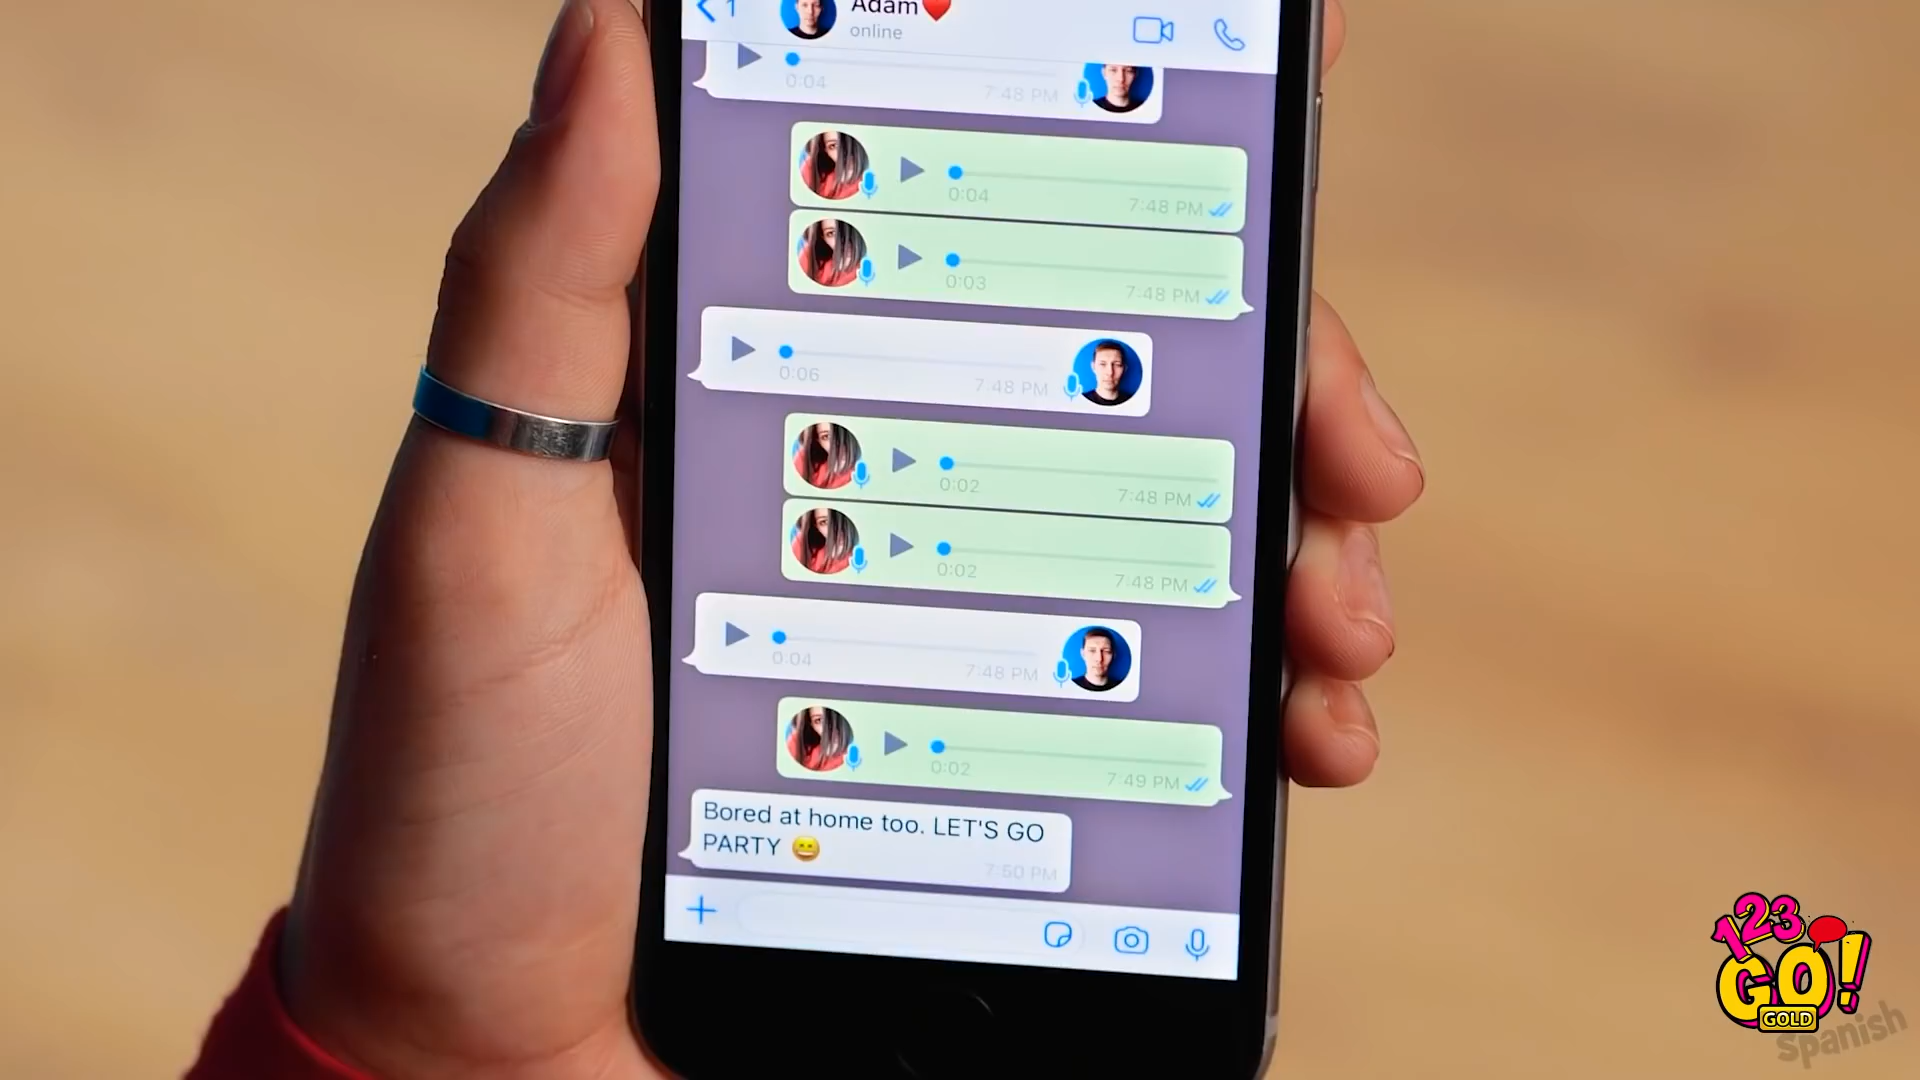 1
Adam❤️
online
0:04
7:48 PM
0:04
7:48 PM
0:03
7:48 PM
0:06
7:48 PM
0:02
7:48 PM
0:02
7:48 PM
0:04
7:48 PM
0:02
7:49 PM
Bored at home too. LET'S GO
PARTY 😄
7:50 PM
123
GO!
GOLD
Spanish